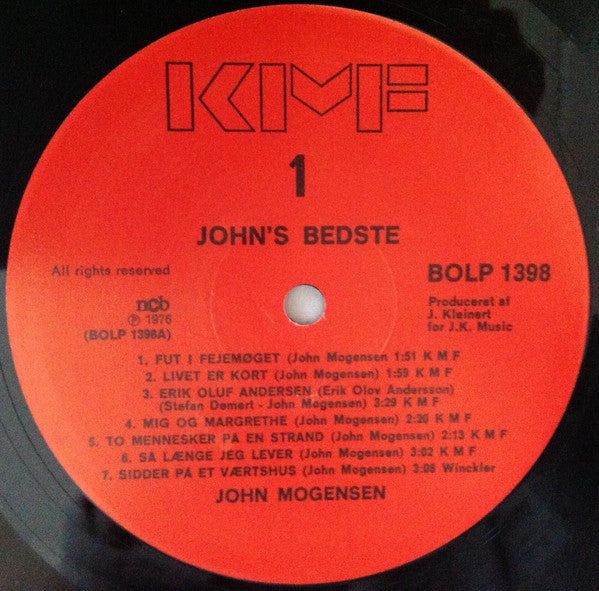 KMF
1
JOHN'S BEDSTE
All rights reserved
ncb
℗ 1976
(BOLP 1398A)
BOLP 1398
Produceret af
J. Kleinert
for J.K. Music
1. FUT I FEJEMØGET (John Mogensen 1:51 K M F
2. LIVET ER KORT (John Mogensen) 1:59 K M F
3. ERIK OLUF ANDERSEN (Erik Olov Andersson)
(Stefan Demert - John Mogensen) 3:29 K M F
4. MIG OG MARGRETHE (John Mogensen) 2:20 K M F
5. TO MENNESKER PÅ EN STRAND (John Mogensen) 2:13 K M F
6. SA LÆNGE JEG LEVER (John Mogensen) 3:02 K M F
7. SIDDER PÅ ET VÆRTSHUS (John Mogensen) 3:08 Winckler
JOHN MOGENSEN